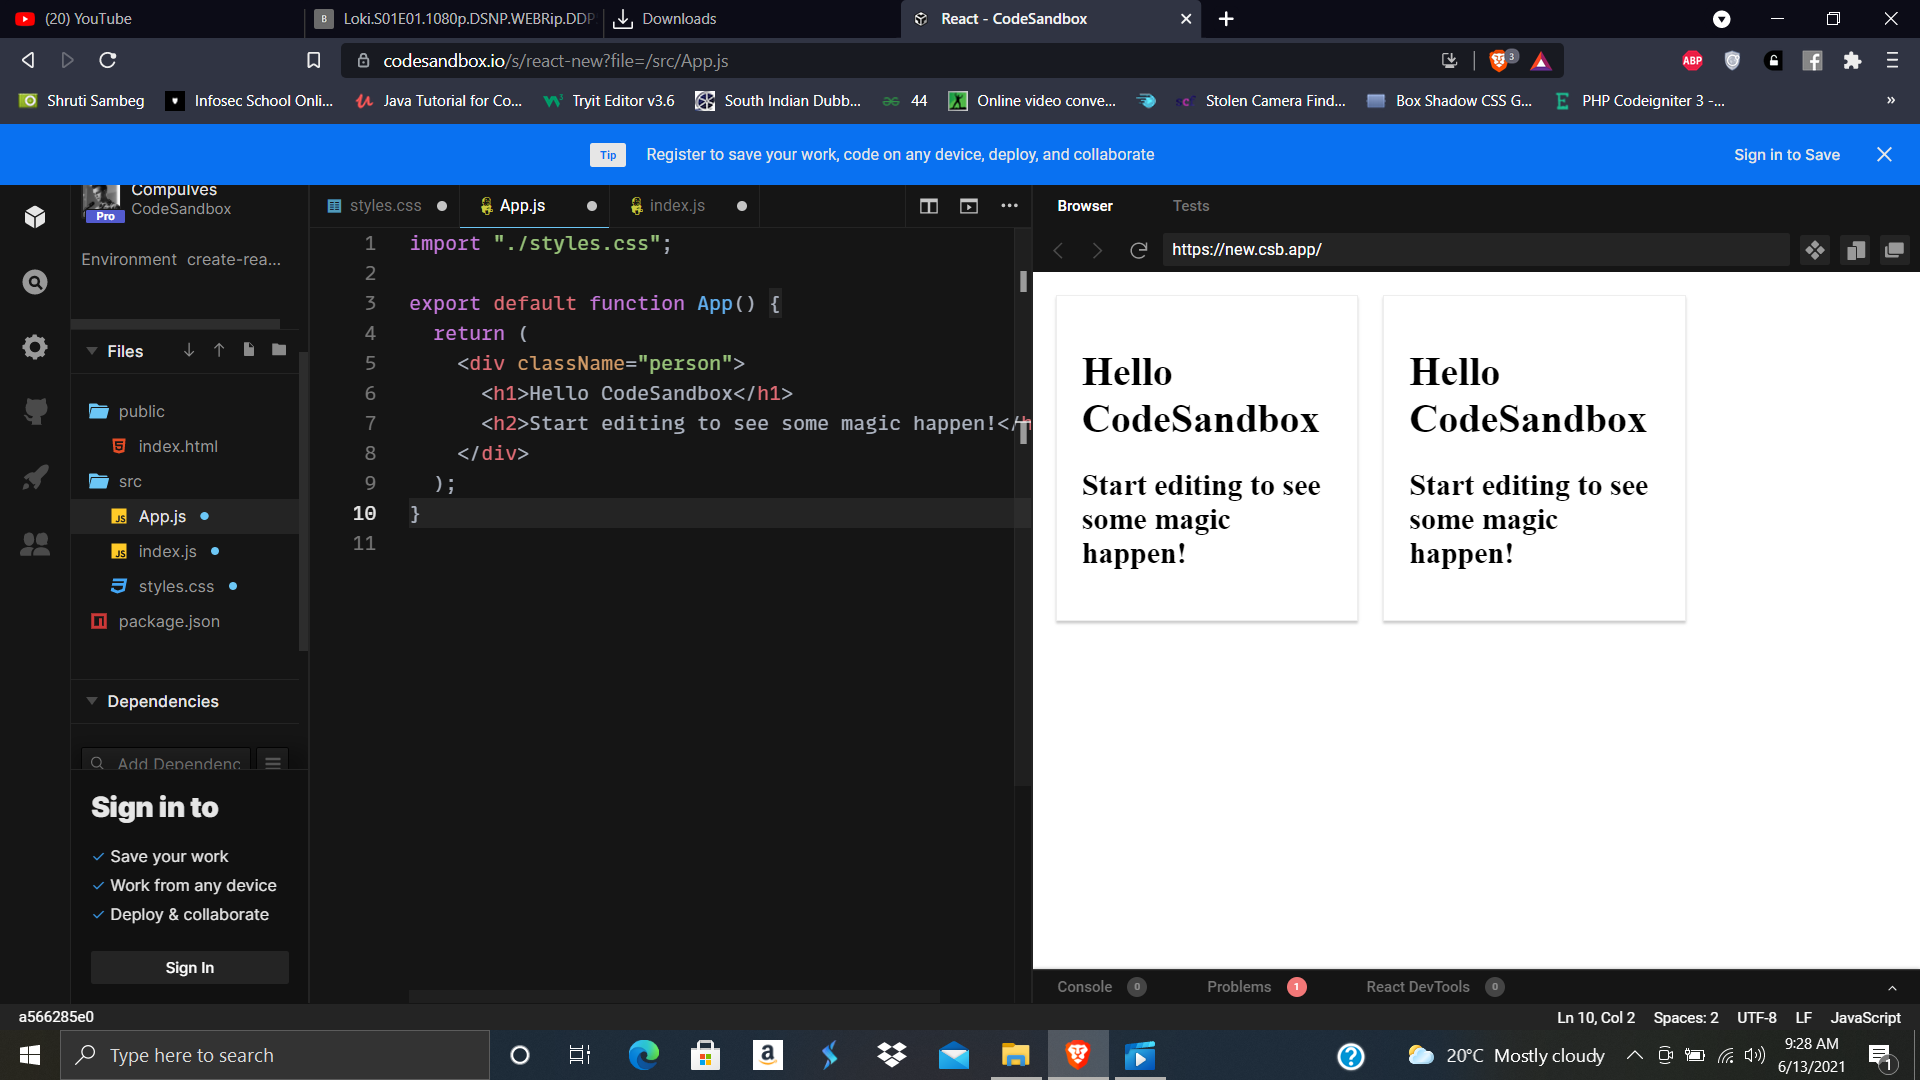 (20) YouTube
B Loki.S01E01.1080p.DSNP.WEBRip.DDP
Downloads
React - CodeSandbox
codesandbox.io/s/react-new?file=/src/App.js
3
ABP
Shruti Sambeg
Infosec School Onli...
Java Tutorial for Co...
Tryit Editor v3.6
South Indian Dubb...
44
Online video conve...
Stolen Camera Find...
Box Shadow CSS G...
PHP Codeigniter 3 -...
»
Tip Register to save your work, code on any device, deploy, and collaborate
Sign in to Save
Compulves
Pro CodeSandbox
Environment create-rea...
Files
public
index.html
src
JS App.js
JS index.js
styles.css
package.json
Dependencies
Add Dependenc
Sign in to
Save your work
Work from any device
Deploy & collaborate
Sign In
styles.css
App.js
index.js
1 import "./styles.css";
2
3 export default function App() {
4 return (
5 <div className="person">
6 <h1>Hello CodeSandbox</h1>
7 <h2>Start editing to see some magic happen!</h
8 </div>
9 );
10 }
11
Browser Tests
https://new.csb.app/
Hello
CodeSandbox
Start editing to see
some magic
happen!
Hello
CodeSandbox
Start editing to see
some magic
happen!
Console 0 Problems 1 React DevTools 0
a566285e0
Ln 10, Col 2 Spaces: 2 UTF-8 LF JavaScript
Type here to search
20°C Mostly cloudy
9:28 AM
6/13/2021
1